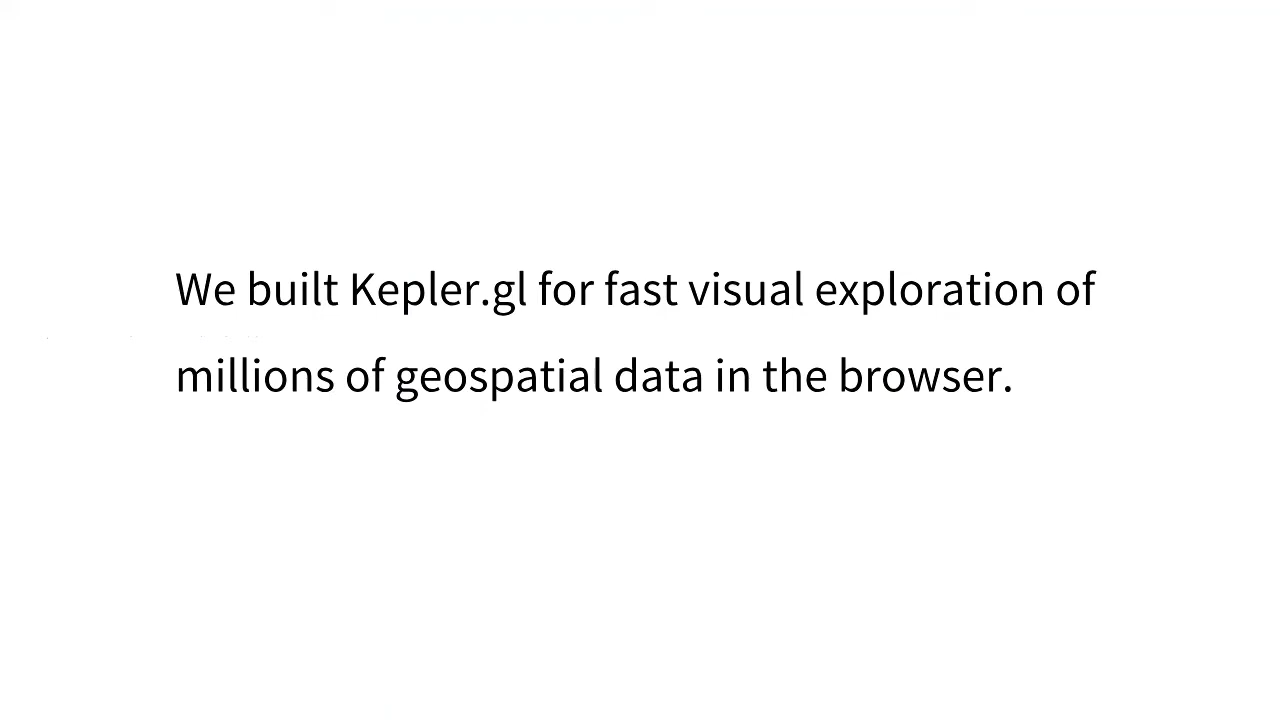 We built Kepler.gl for fast visual exploration of
millions of geospatial data in the browser.